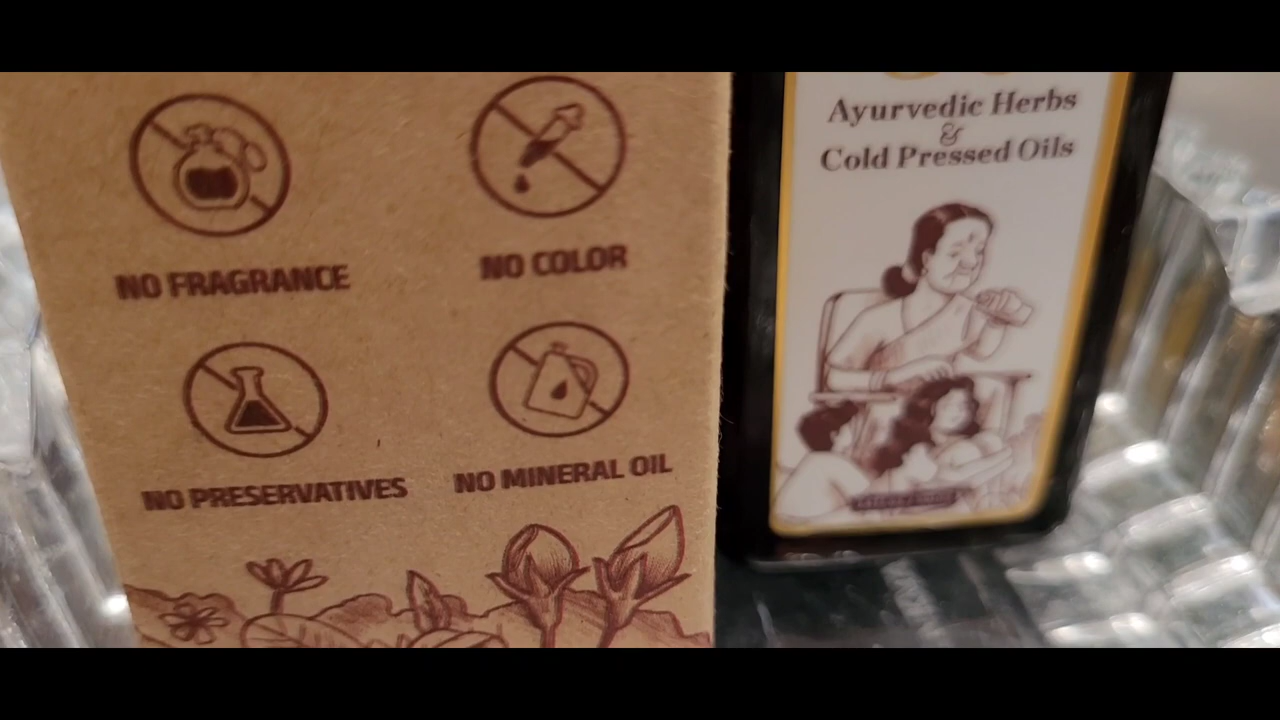 NO FRAGRANCE
NO COLOR
NO PRESERVATIVES
NO MINERAL OIL
Ayurvedic Herbs
&
Cold Pressed Oils